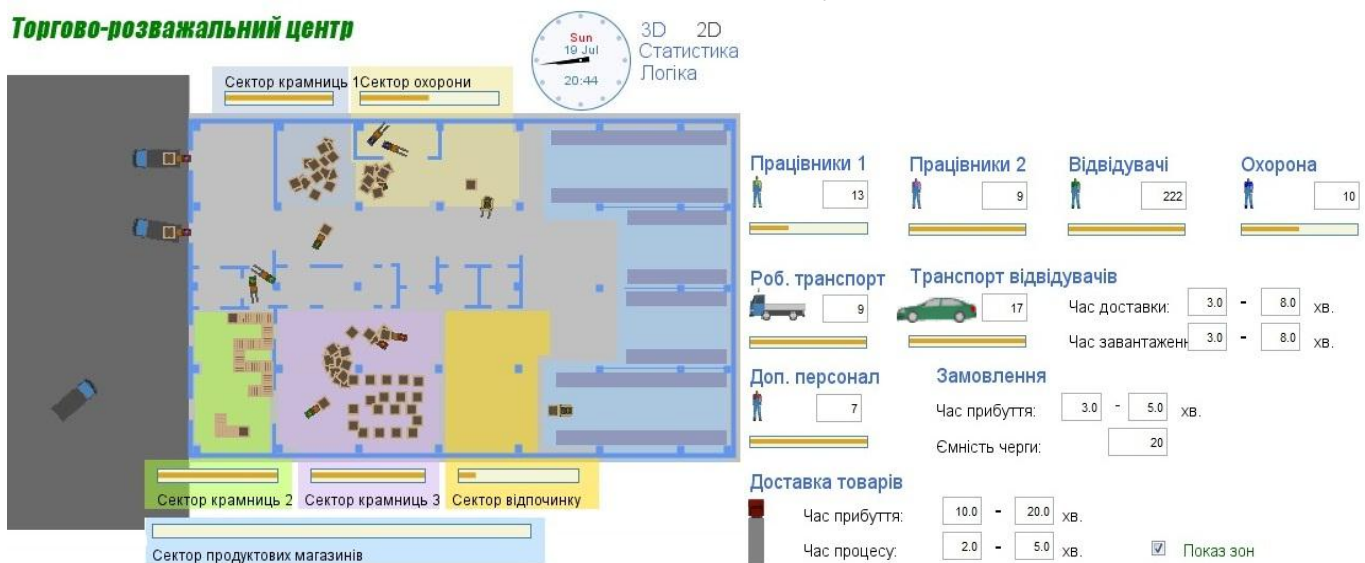 Торгово-розважальний центр
Sun
19 Jul
20:44
3D 2D
Статистика
Логіка
Сектор крамниць 1
Сектор охорони
Працівники 1
13
Працівники 2
9
Відвідувачі
222
Охорона
10
Роб. транспорт
9
Транспорт відвідувачів
17
Час доставки: 3.0 - 8.0 хв.
Час завантаженн 3.0 - 8.0 хв.
Доп. персонал
7
Замовлення
Час прибуття: 3.0 - 5.0 хв.
Ємність черги: 20
Сектор крамниць 2
Сектор крамниць 3
Сектор відпочинку
Сектор продуктових магазинів
Доставка товарів
Час прибуття: 10.0 - 20.0 хв.
Час процесу: 2.0 - 5.0 хв.
Показ зон